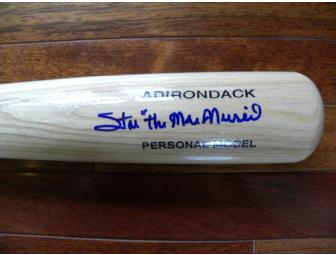 ADIRONDACK
Stan "the Man Musial
PERSONAL MODEL